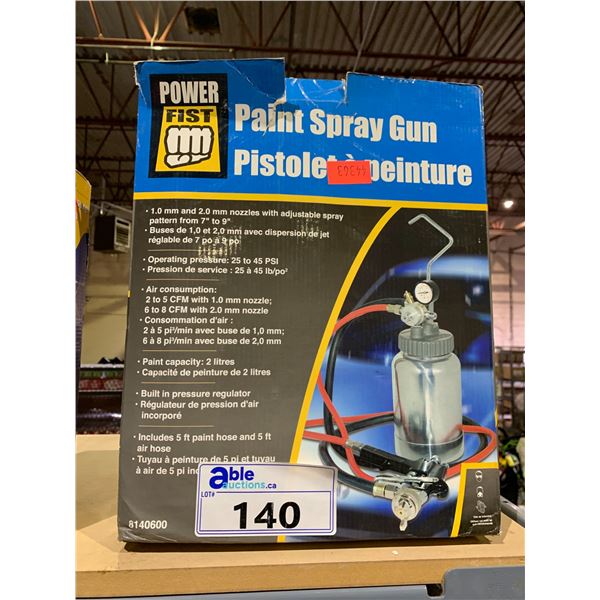 POWER
FiST
Paint Spray Gun
Pistolet à peinture
44363
• 1.0 mm and 2.0 mm nozzles with adjustable spray
pattern from 7" to 9"
• Buses de 1,0 et 2,0 mm avec dispersion de jet
réglable de 7 po à 9 po
• Operating pressure: 25 to 45 PSI
• Pression de service : 25 à 45 lb/po²
• Air consumption:
2 to 5 CFM with 1.0 mm nozzle;
6 to 8 CFM with 2.0 mm nozzle
• Consommation d'air :
2 à 5 pi³/min avec buse de 1,0 mm;
6 à 8 pi³/min avec buse de 2,0 mm
• Paint capacity: 2 litres
• Capacité de peinture de 2 litres
• Built in pressure regulator
• Régulateur de pression d'air
incorporé
• Includes 5 ft paint hose and 5 ft
air hose
• Tuyau à peinture de 5 pi et tuyau
à air de 5 pi
able
auctions.ca
LOT#
140
8140600